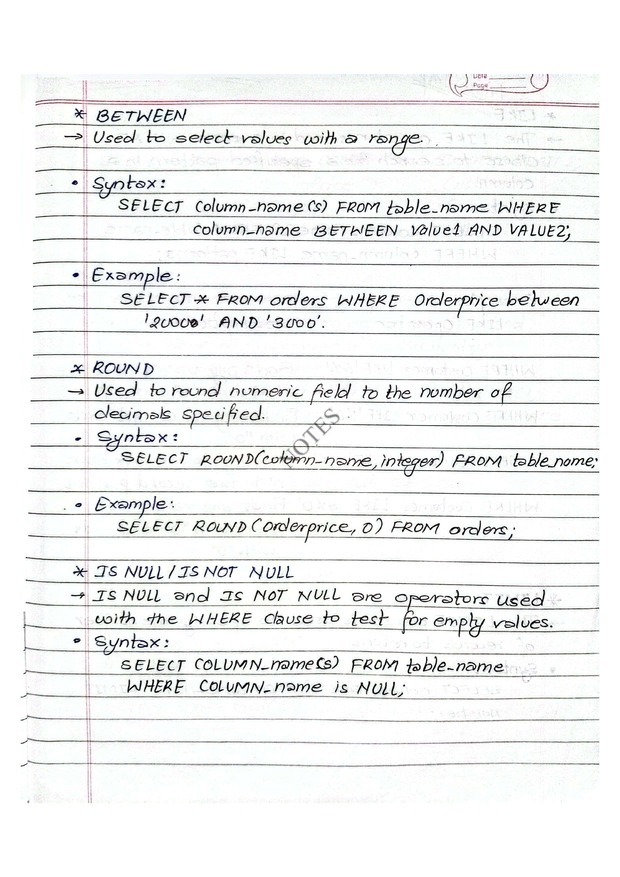 Date
Page
* BETWEEN
→ Used to select values with a range.
• Syntax:
SELECT Column_name(s) FROM table_name WHERE
column_name BETWEEN Value1 AND VALUE2;
• Example:
SELECT * FROM orders WHERE Orderprice between
'20000' AND '3000'.
* ROUND
→ Used to round numeric field to the number of
decimals specified.
• Syntax:
SELECT ROUND(column_name, integer) FROM table_name;
NOTES
• Example:
SELECT ROUND (Orderprice, 0) FROM orders;
* IS NULL / IS NOT NULL
→ IS NULL and IS NOT NULL are operators used
with the WHERE clause to test for empty values.
• Syntax:
SELECT COLUMN_name(s) FROM table_name
WHERE COLUMN_name is NULL;